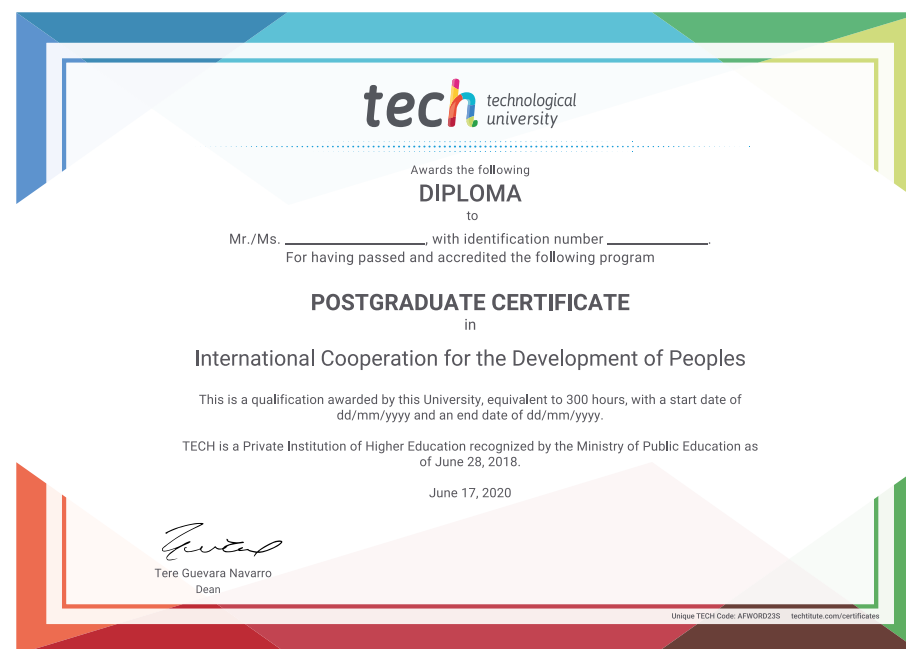 tech technological
university
Awards the following
DIPLOMA
to
Mr./Ms. ________________, with identification number ____________.
For having passed and accredited the following program
POSTGRADUATE CERTIFICATE
in
International Cooperation for the Development of Peoples
This is a qualification awarded by this University, equivalent to 300 hours, with a start date of
dd/mm/yyyy and an end date of dd/mm/yyyy.
TECH is a Private Institution of Higher Education recognized by the Ministry of Public Education as
of June 28, 2018.
June 17, 2020
Tere Guevara Navarro
Dean
Unique TECH Code: AFWORD23S techtitute.com/certificates